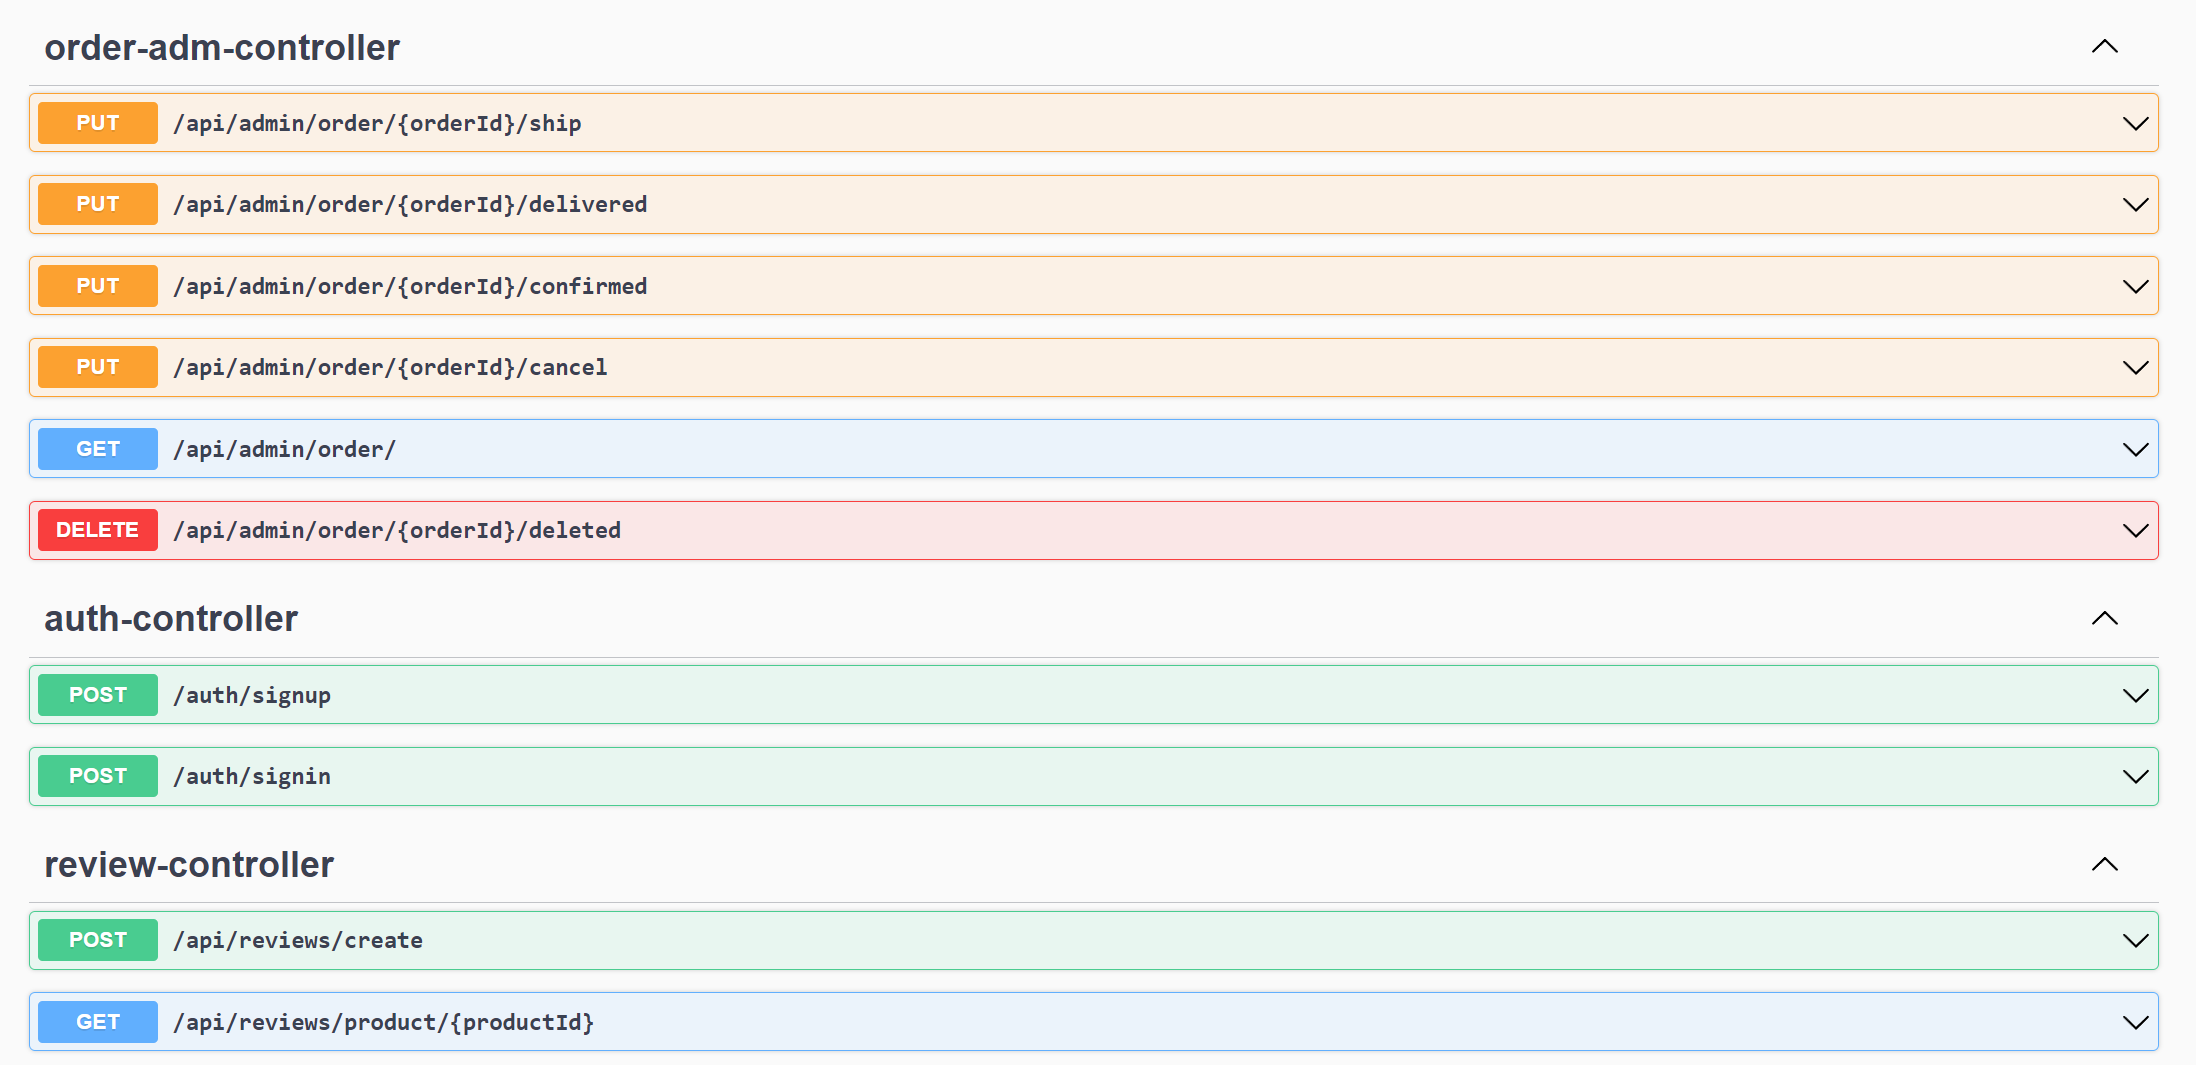 order-adm-controller
PUT /api/admin/order/{orderId}/ship
PUT /api/admin/order/{orderId}/delivered
PUT /api/admin/order/{orderId}/confirmed
PUT /api/admin/order/{orderId}/cancel
GET /api/admin/order/
DELETE /api/admin/order/{orderId}/deleted
auth-controller
POST /auth/signup
POST /auth/signin
review-controller
POST /api/reviews/create
GET /api/reviews/product/{productId}